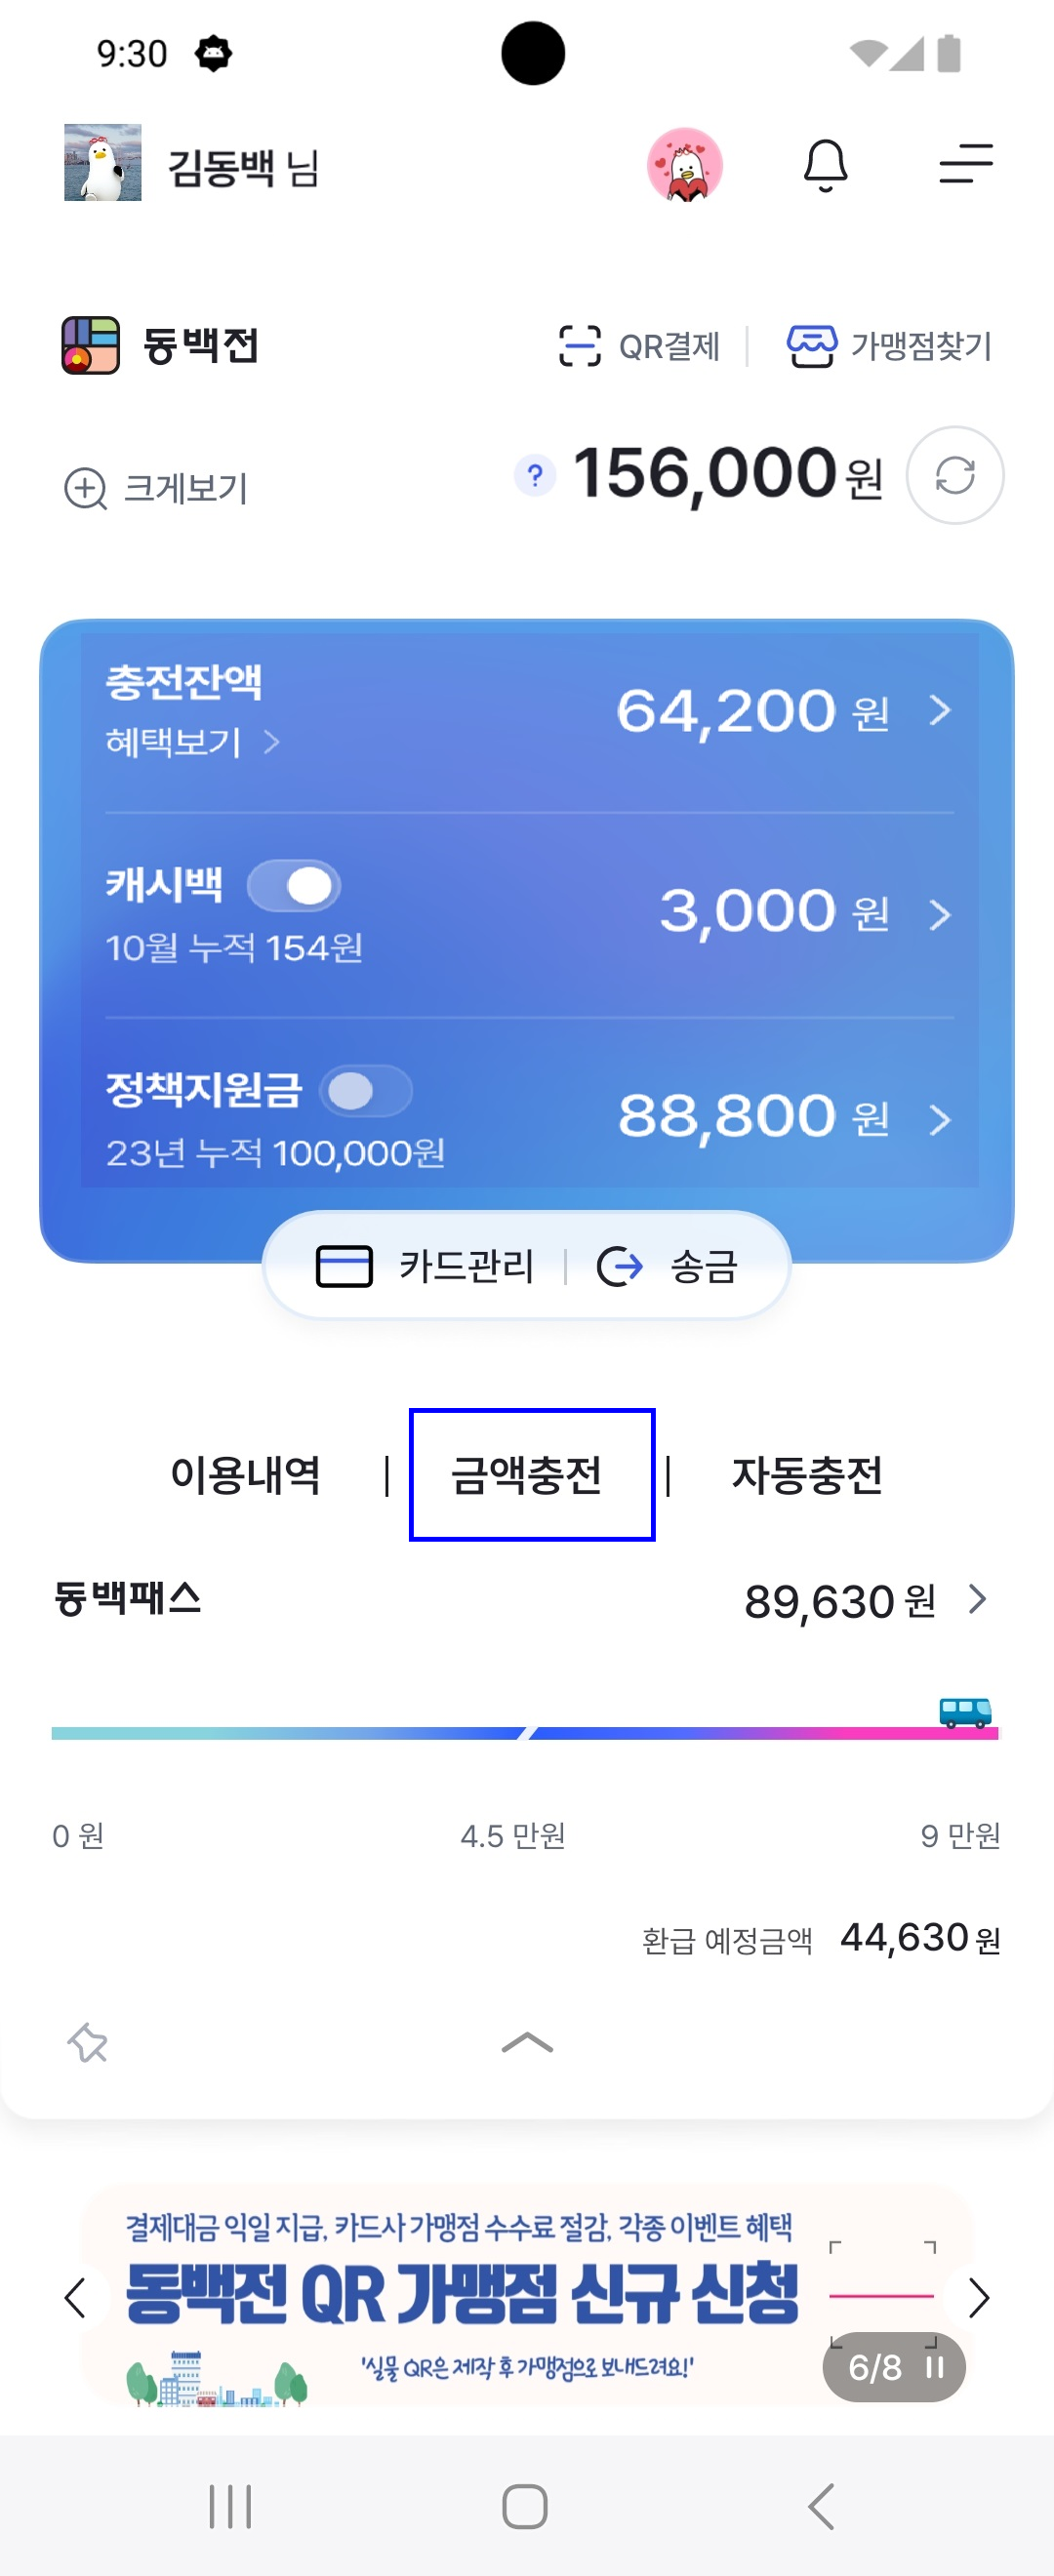 9:30
김동백 님
동백전
QR결제
가맹점찾기
크게보기
? 156,000원
충전잔액
64,200 원
혜택보기
캐시백
3,000 원
10월 누적 154원
정책지원금
88,800 원
23년 누적 100,000원
카드관리
송금
이용내역 | 금액충전 | 자동충전
동백패스
89,630 원
0 원
4.5 만원
9 만원
환급 예정금액 44,630 원
결제대금 익일 지급, 카드사 가맹점 수수료 절감, 각종 이벤트 혜택
동백전 QR 가맹점 신규 신청
'실물 QR은 제작 후 가맹점으로 보내드려요!'
6/8